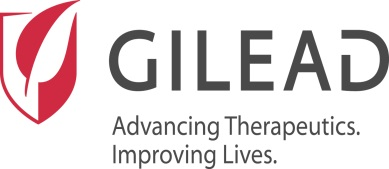 GILEAD
Advancing Therapeutics.
Improving Lives.